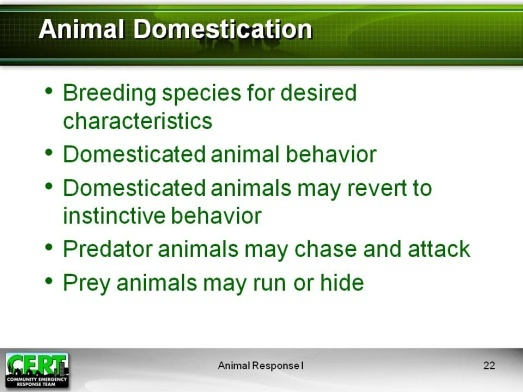 Animal Domestication
• Breeding species for desired
characteristics
• Domesticated animal behavior
• Domesticated animals may revert to
instinctive behavior
• Predator animals may chase and attack
• Prey animals may run or hide
CERT
COMMUNITY EMERGENCY
RESPONSE TEAM
Animal Response I
22